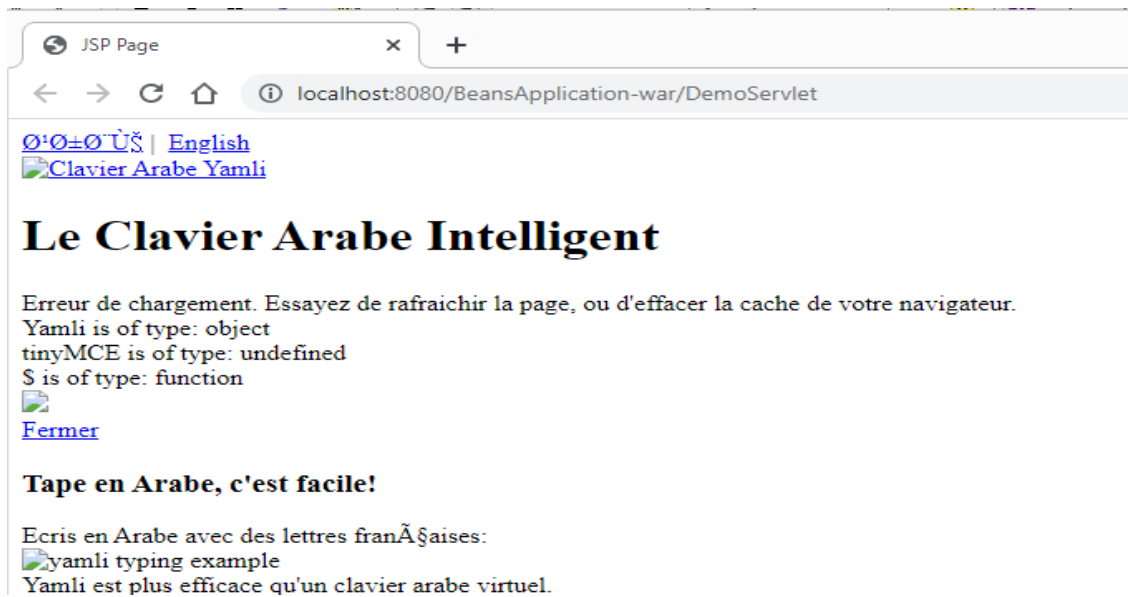 JSP Page
localhost:8080/BeansApplication-war/DemoServlet
Ø¹Ø±Ø¨ÙŠ | English
Clavier Arabe Yamli
Le Clavier Arabe Intelligent
Erreur de chargement. Essayez de rafraichir la page, ou d'effacer la cache de votre navigateur.
Yamli is of type: object
tinyMCE is of type: undefined
$ is of type: function
Fermer
Tape en Arabe, c'est facile!
Ecris en Arabe avec des lettres franÃ§aises:
yamli typing example
Yamli est plus efficace qu'un clavier arabe virtuel.